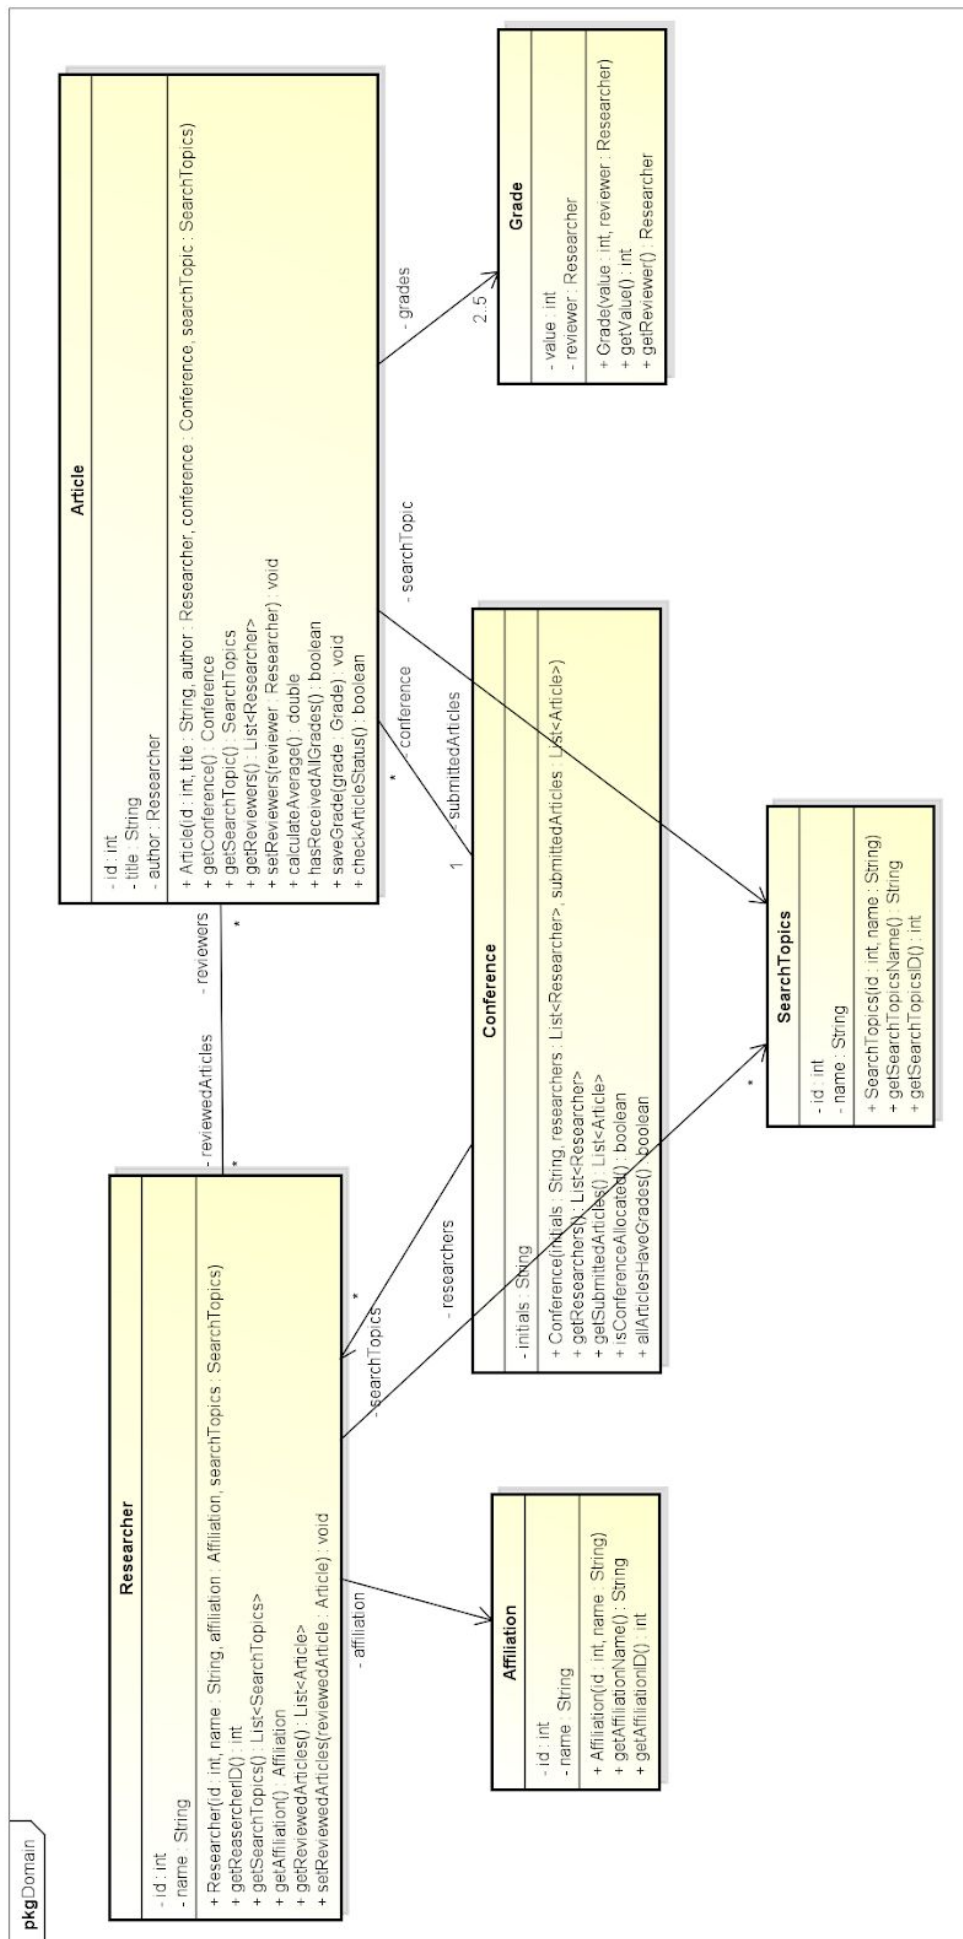 pkgDomain
Researcher
- id : int
- name : String
+ Researcher(id : int, name : String, affiliation : Affiliation, searchTopics : SearchTopics)
+ getReasercherID() : int
+ getSearchTopics() : List<SearchTopics>
+ getAffiliation() : Affiliation
+ getReviewedArticles() : List<Article>
+ setReviewedArticles(reviewedArticle : Article) : void
- reviewedArticles
*
- reviewers
*
Article
- id : int
- title : String
- author : Researcher
+ Article(id : int, title : String, author : Researcher, conference : Conference, searchTopic : SearchTopics)
+ getConference() : Conference
+ getSearchTopic() : SearchTopics
+ getReviewers() : List<Researcher>
+ setReviewers(reviewer : Researcher) : void
+ calculateAverage() : double
+ hasReceivedAllGrades() : boolean
+ saveGrade(grade : Grade) : void
+ checkArticleStatus() : boolean
- affiliation
- searchTopics
*
- researchers
*
- conference
1
- submittedArticles
- searchTopic
- grades
2..5
Affiliation
- id : int
- name : String
+ Affiliation(id : int, name : String)
+ getAffiliationName() : String
+ getAffiliationID() : int
Conference
- initials : String
+ Conference(initials : String, researchers : List<Researcher>, submittedArticles : List<Article>)
+ getResearchers() : List<Researcher>
+ getSubmittedArticles() : List<Article>
+ isConferenceAllocated() : boolean
+ allArticlesHaveGrades() : boolean
Grade
- value : int
- reviewer : Researcher
+ Grade(value : int, reviewer : Researcher)
+ getValue() : int
+ getReviewer() : Researcher
*
SearchTopics
- id : int
- name : String
+ SearchTopics(id : int, name : String)
+ getSearchTopicsName() : String
+ getSearchTopicsID() : int